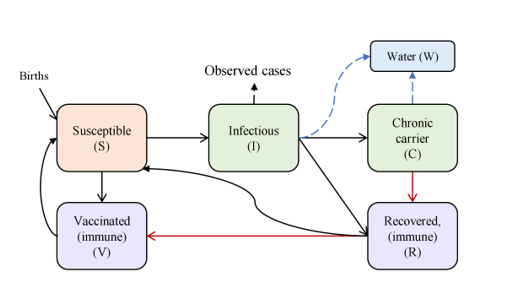 Water (W)
Observed cases
Births
Susceptible
(S)
Infectious
(I)
Chronic
carrier
(C)
Vaccinated
(immune)
(V)
Recovered,
(immune)
(R)